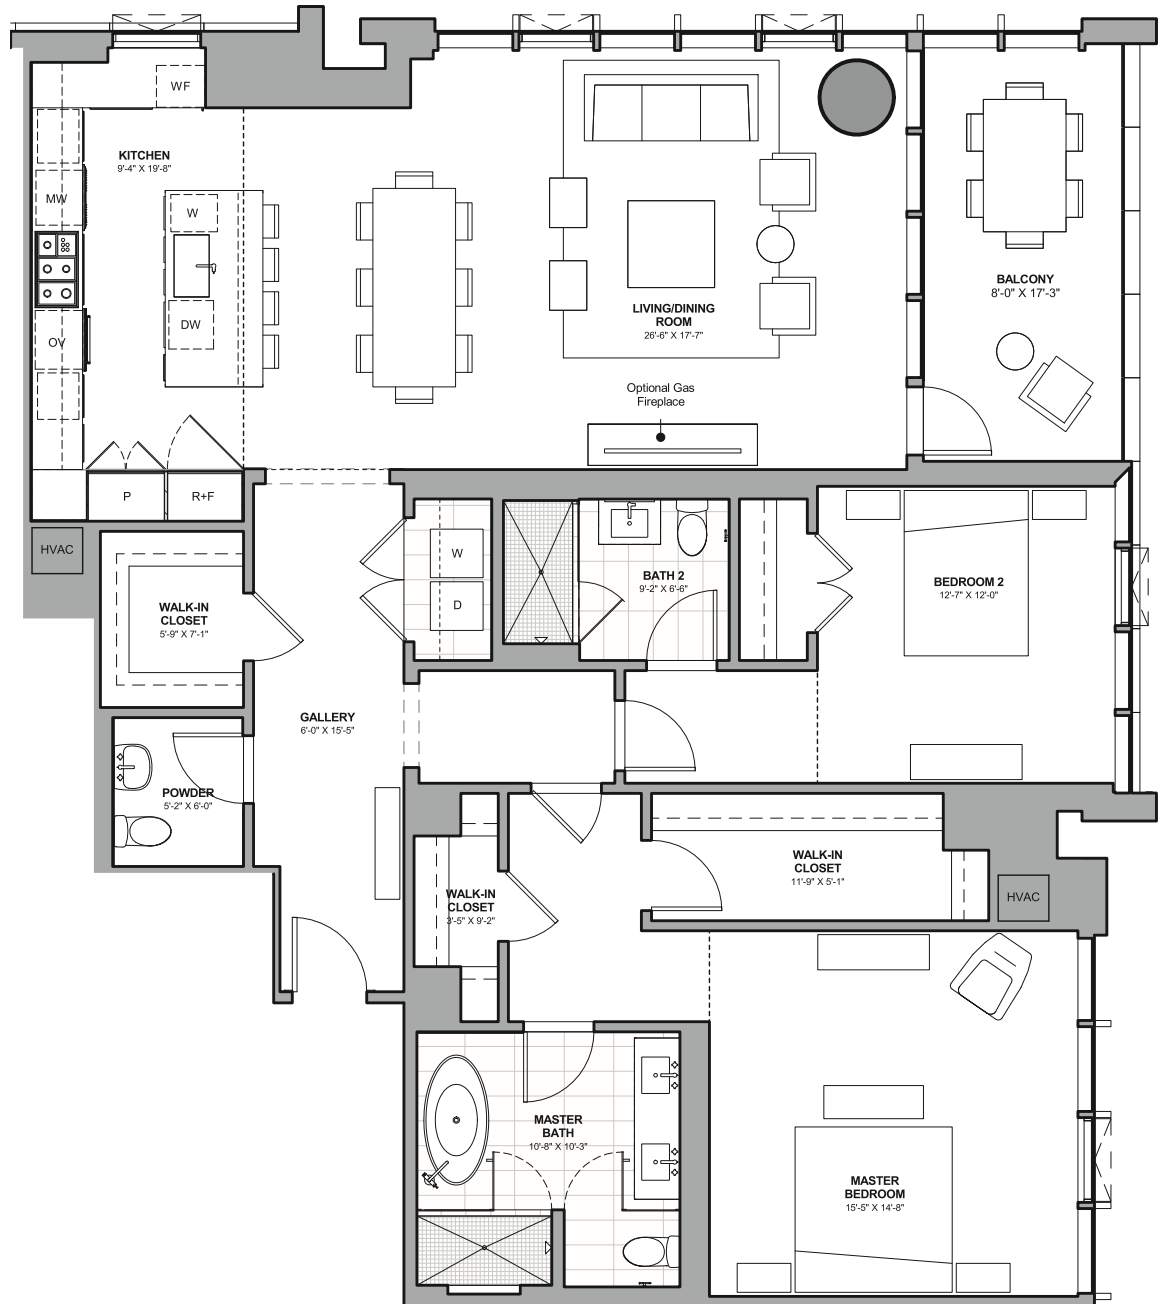 WF
KITCHEN
9'-4" X 19'-8"
MW
W
DW
OV
P
R+F
LIVING/DINING
ROOM
26'-6" X 17'-7"
Optional Gas
Fireplace
BALCONY
8'-0" X 17'-3"
HVAC
WALK-IN
CLOSET
5'-9" X 7'-1"
W
D
BATH 2
9'-2" X 6'-6"
BEDROOM 2
12'-7" X 12'-0"
GALLERY
6'-0" X 15'-5"
POWDER
5'-2" X 6'-0"
WALK-IN
CLOSET
3'-5" X 9'-2"
WALK-IN
CLOSET
11'-9" X 5'-1"
HVAC
MASTER
BATH
10'-8" X 10'-3"
MASTER
BEDROOM
15'-5" X 14'-8"